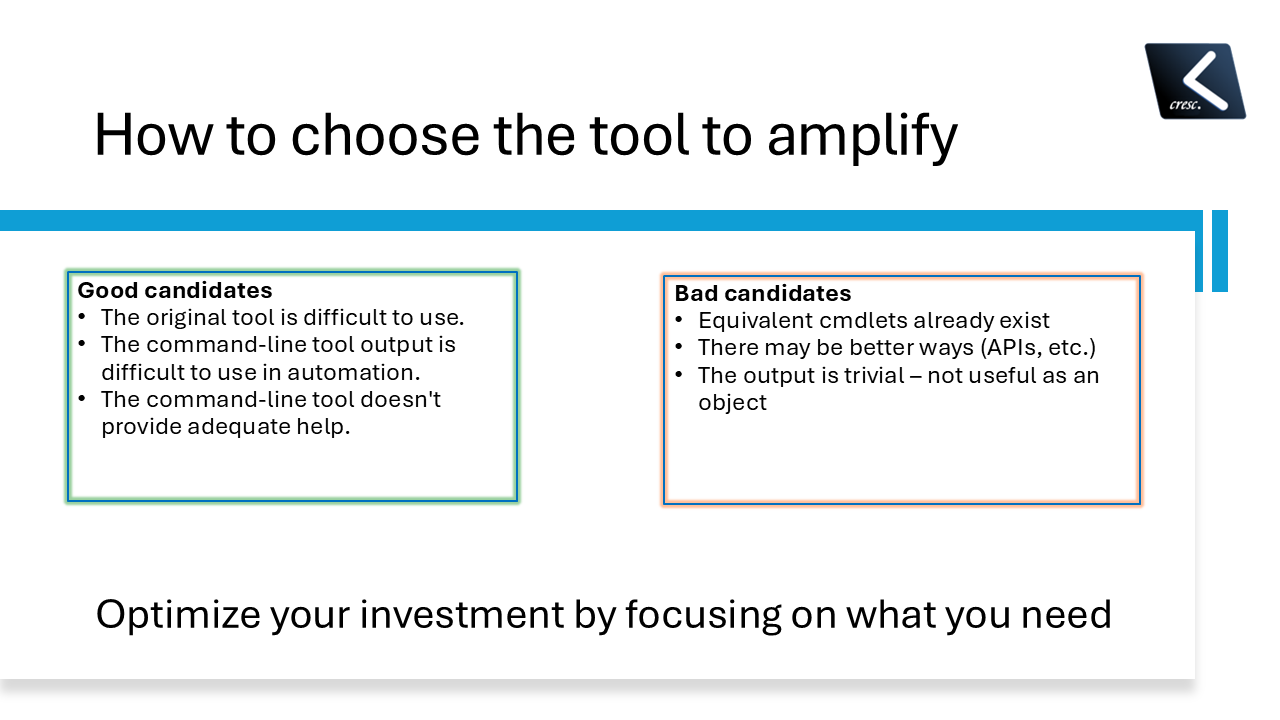 cresc.
How to choose the tool to amplify
Good candidates
• The original tool is difficult to use.
• The command-line tool output is
difficult to use in automation.
• The command-line tool doesn't
provide adequate help.
Bad candidates
• Equivalent cmdlets already exist
• There may be better ways (APIs, etc.)
• The output is trivial – not useful as an
object
Optimize your investment by focusing on what you need